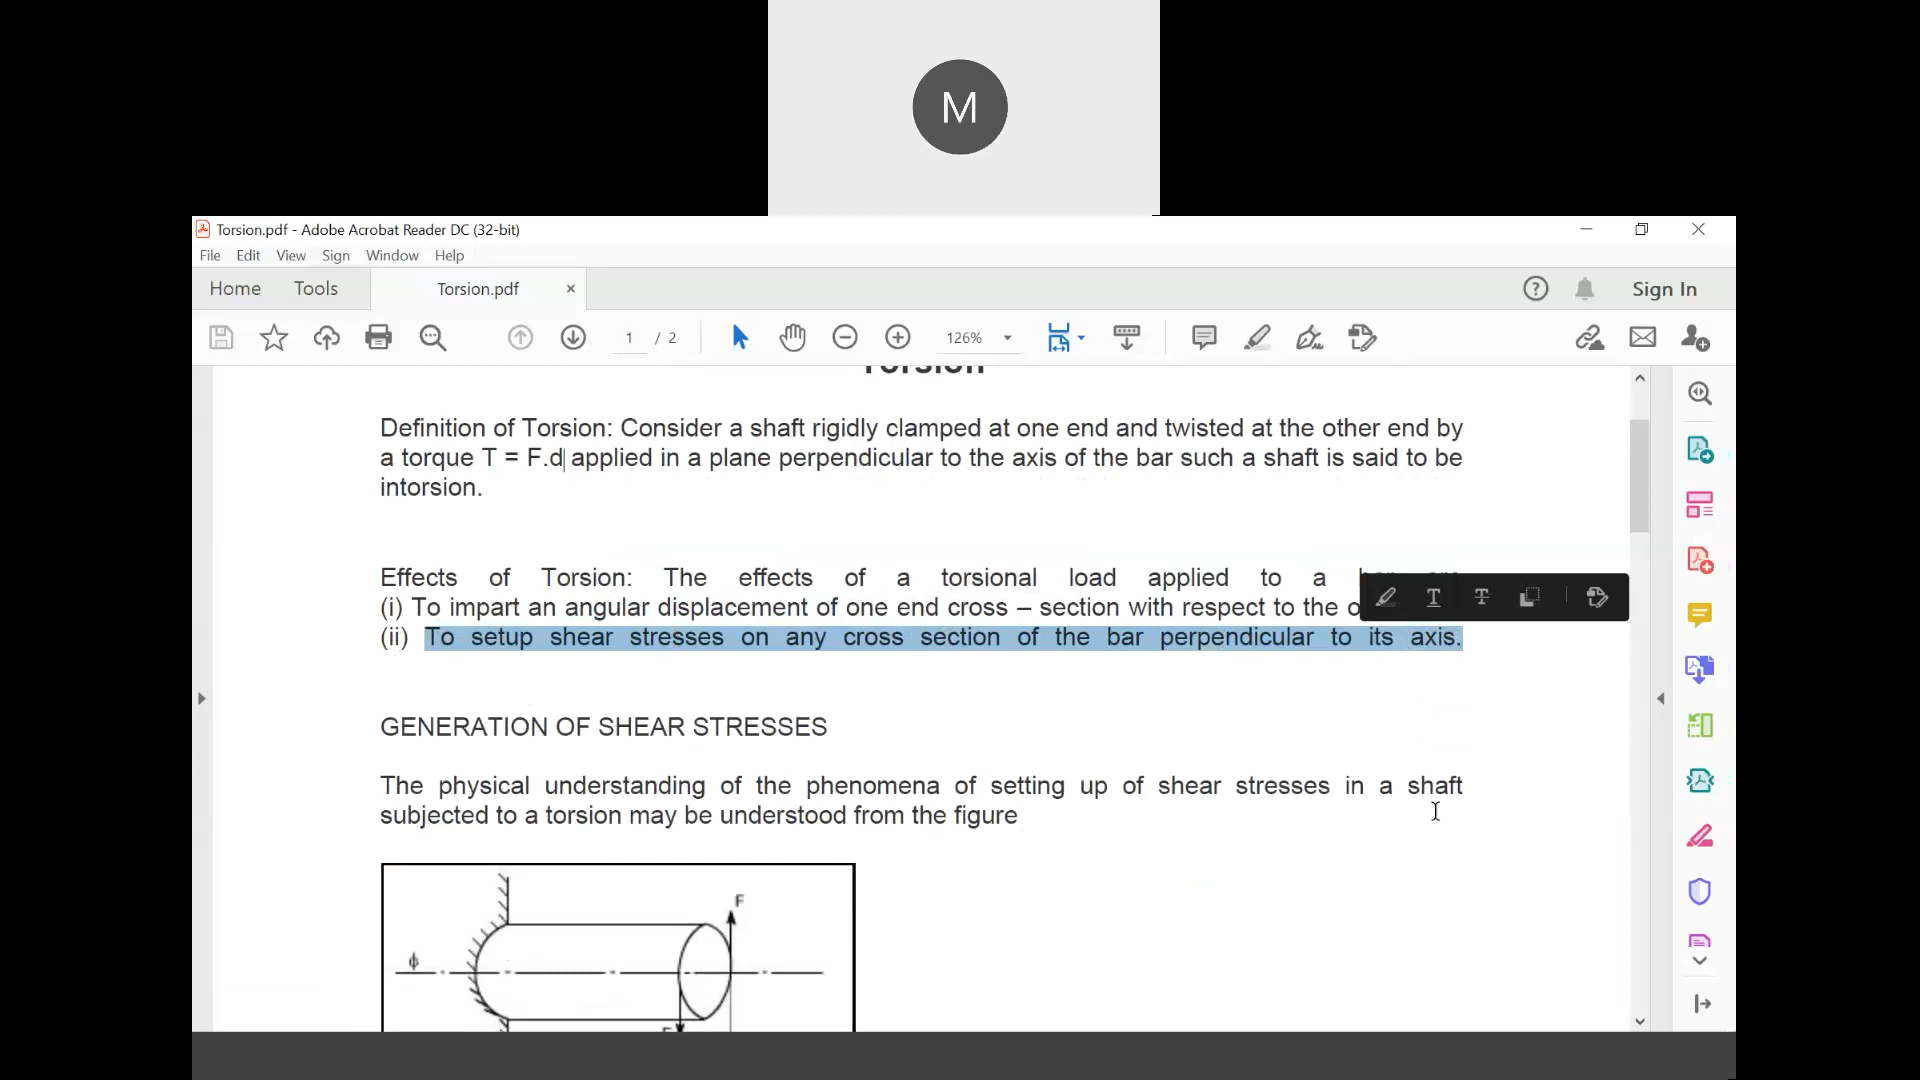 M
Torsion.pdf - Adobe Acrobat Reader DC (32-bit)
File Edit View Window Help
Home Tools Torsion.pdf × Sign In
1 / 2 126%
Torsion
Definition of Torsion: Consider a shaft rigidly clamped at one end and twisted at the other end by
a torque T = F.d applied in a plane perpendicular to the axis of the bar such a shaft is said to be
intorsion.
Effects of Torsion: The effects of a torsional load applied to a
(i) To impart an angular displacement of one end cross – section with respect to the
(ii) To setup shear stresses on any cross section of the bar perpendicular to its axis.
GENERATION OF SHEAR STRESSES
The physical understanding of the phenomena of setting up of shear stresses in a shaft
subjected to a torsion may be understood from the figure
F
ϕ